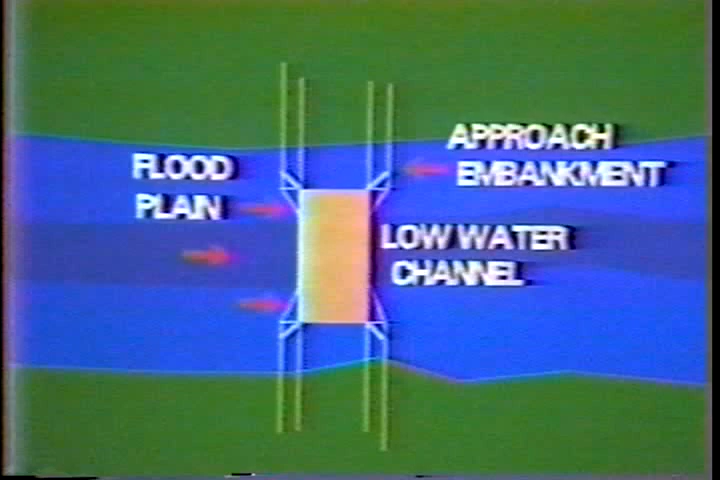 FLOOD
PLAIN
APPROACH
EMBANKMENT
LOW WATER
CHANNEL